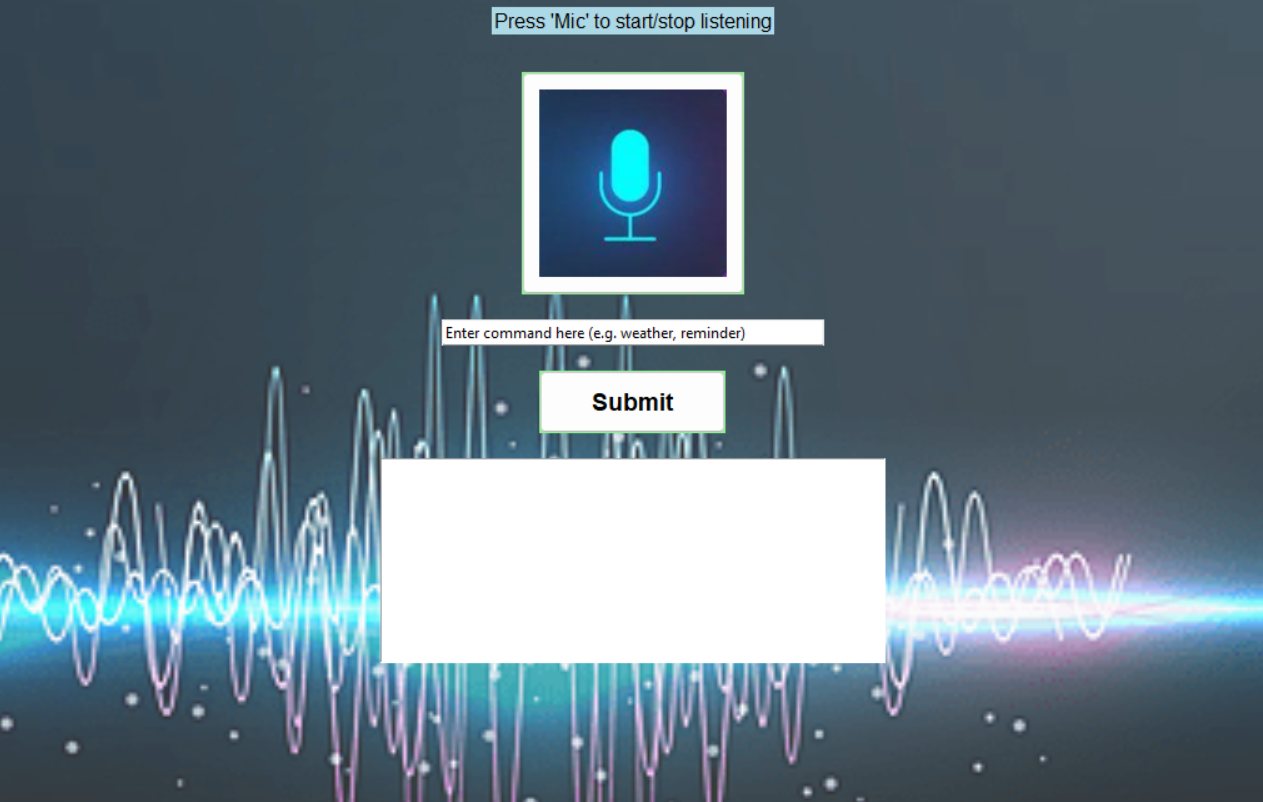 Press 'Mic' to start/stop listening
Enter command here (e.g. weather, reminder)
Submit